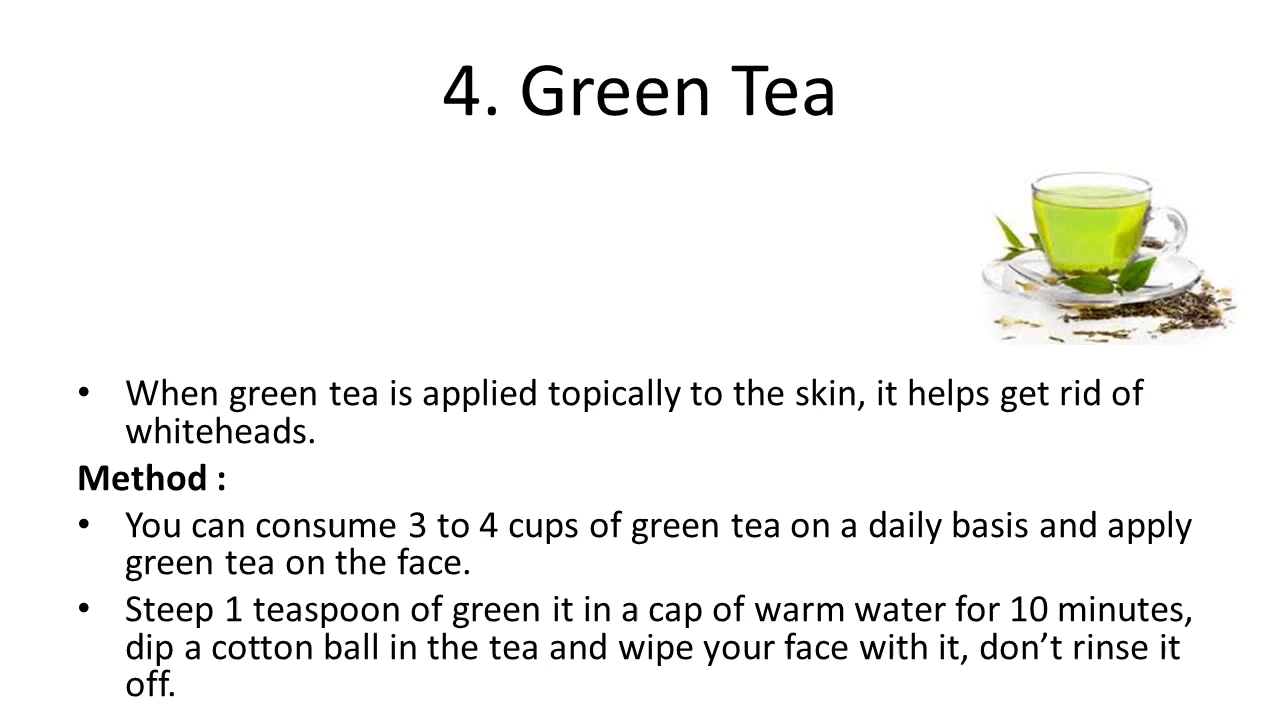 4. Green Tea
• When green tea is applied topically to the skin, it helps get rid of
whiteheads.
Method :
• You can consume 3 to 4 cups of green tea on a daily basis and apply
green tea on the face.
• Steep 1 teaspoon of green it in a cap of warm water for 10 minutes,
dip a cotton ball in the tea and wipe your face with it, don’t rinse it
off.